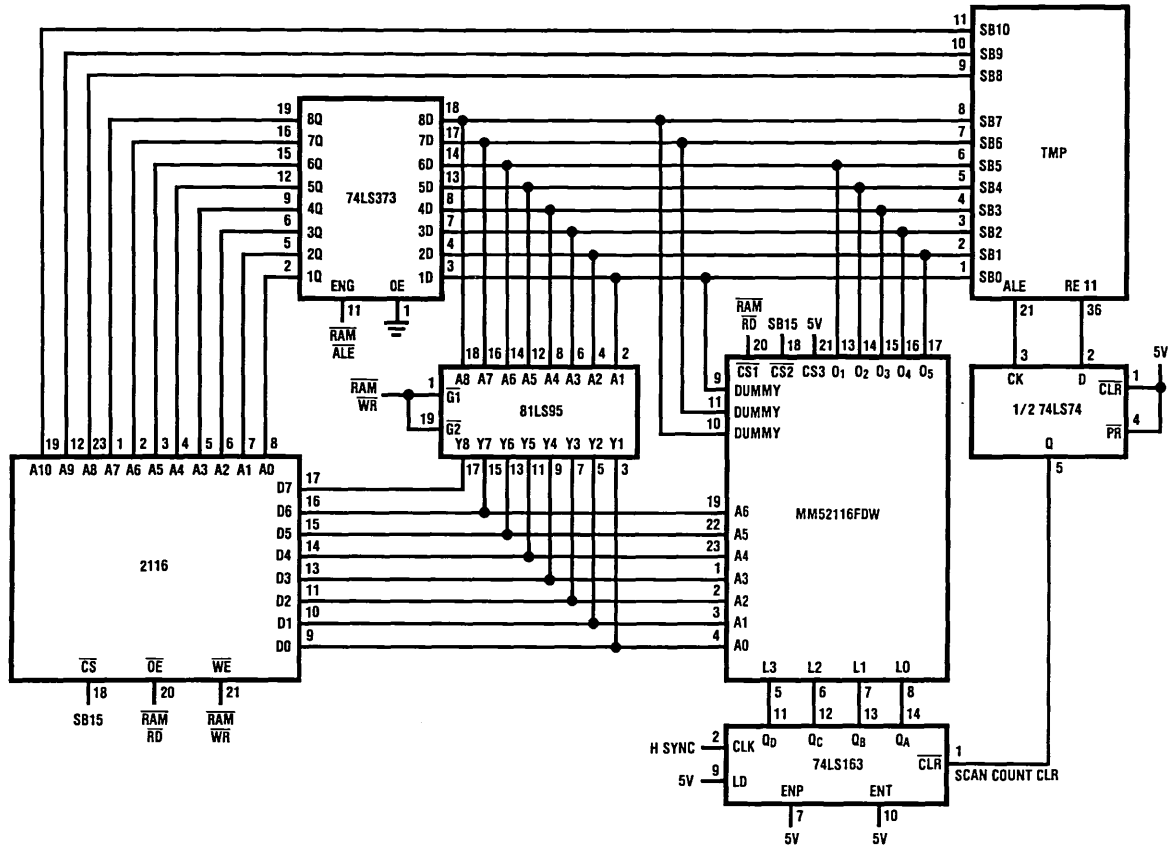 11 SB10
10 SB9
9 SB8
19 8Q 8D 18 8 SB7
16 7Q 7D 17 7 SB6
15 6Q 6D 14 6 SB5
12 5Q 5D 13 5 SB4
9 4Q 4D 8 4 SB3
6 3Q 3D 7 3 SB2
5 2Q 2D 4 2 SB1
2 1Q 1D 3 1 SB0
74LS373
TMP
ENG OE
11 1
RAM
ALE
ALE RE 11
21 36
RAM
RD SB15 5V
20 18 21 13 14 15 16 17
CS1 CS2 CS3 O1 O2 O3 O4 O5
9 DUMMY
11 DUMMY
10 DUMMY
5V
3 2
CK D
CLR 1
1/2 74LS74
PR 4
Q
5
18 16 14 12 8 6 4 2
A8 A7 A6 A5 A4 A3 A2 A1
RAM
WR
1 G1
81LS95
19 G2
Y8 Y7 Y6 Y5 Y4 Y3 Y2 Y1
17 15 13 11 9 7 5 3
19 12 23 1 2 3 4 5 6 7 8
A10 A9 A8 A7 A6 A5 A4 A3 A2 A1 A0
D7 17
D6 16 19 A6
D5 15 22 A5
D4 14 23 A4
D3 13 1 A3
D2 11 2 A2
D1 10 3 A1
D0 9 4 A0
2116
MM52116FDW
CS OE WE
18 20 21
SB15
RAM
RD
RAM
WR
L3 L2 L1 L0
5 6 7 8
11 12 13 14
QD QC QB QA
H SYNC 2 CLK
74LS163
CLR 1
SCAN COUNT CLR
5V 9 LD
ENP ENT
7 10
5V 5V